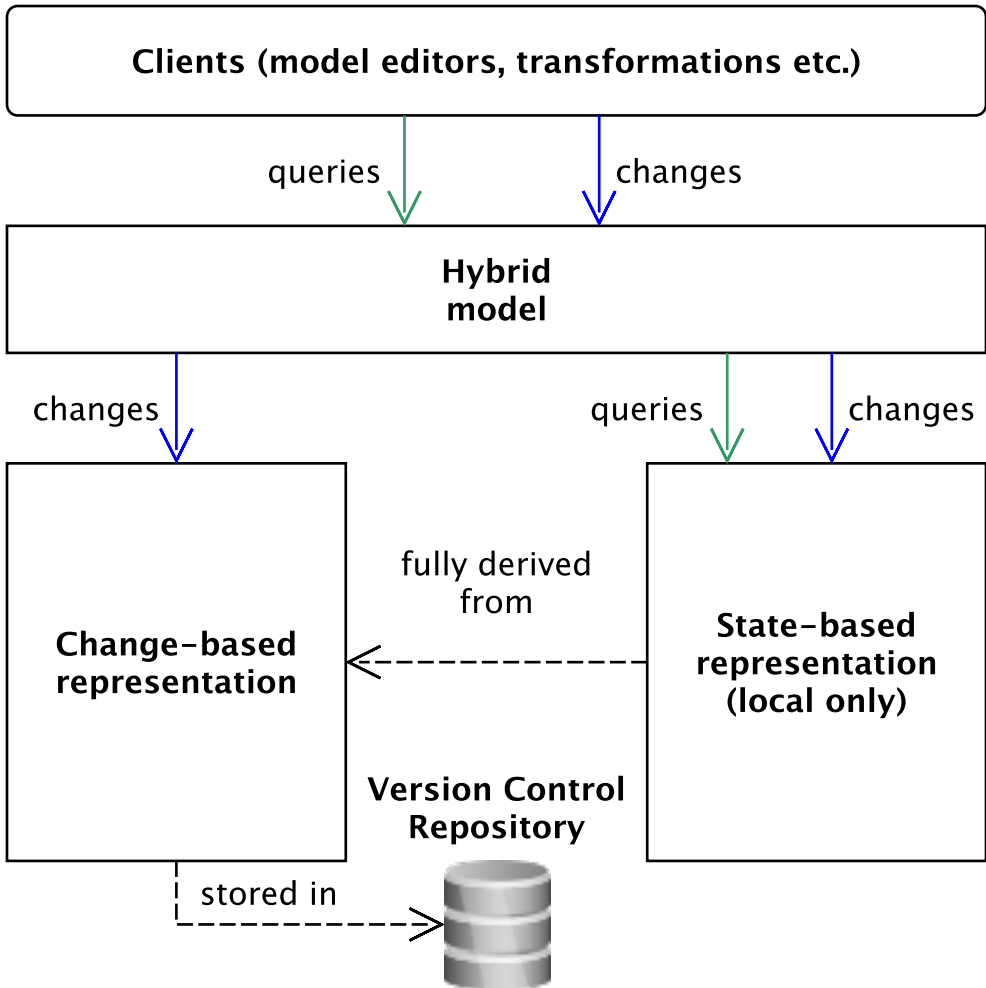 Clients (model editors, transformations etc.)
queries
changes
Hybrid
model
changes
queries
changes
fully derived
from
Change-based
representation
State-based
representation
(local only)
Version Control
Repository
stored in